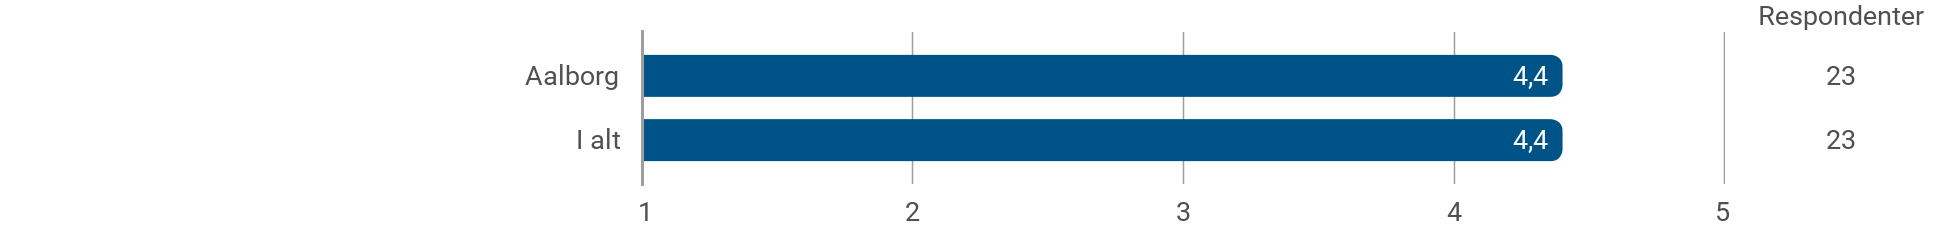 Respondenter
Aalborg 4,4 23
I alt 4,4 23
1 2 3 4 5